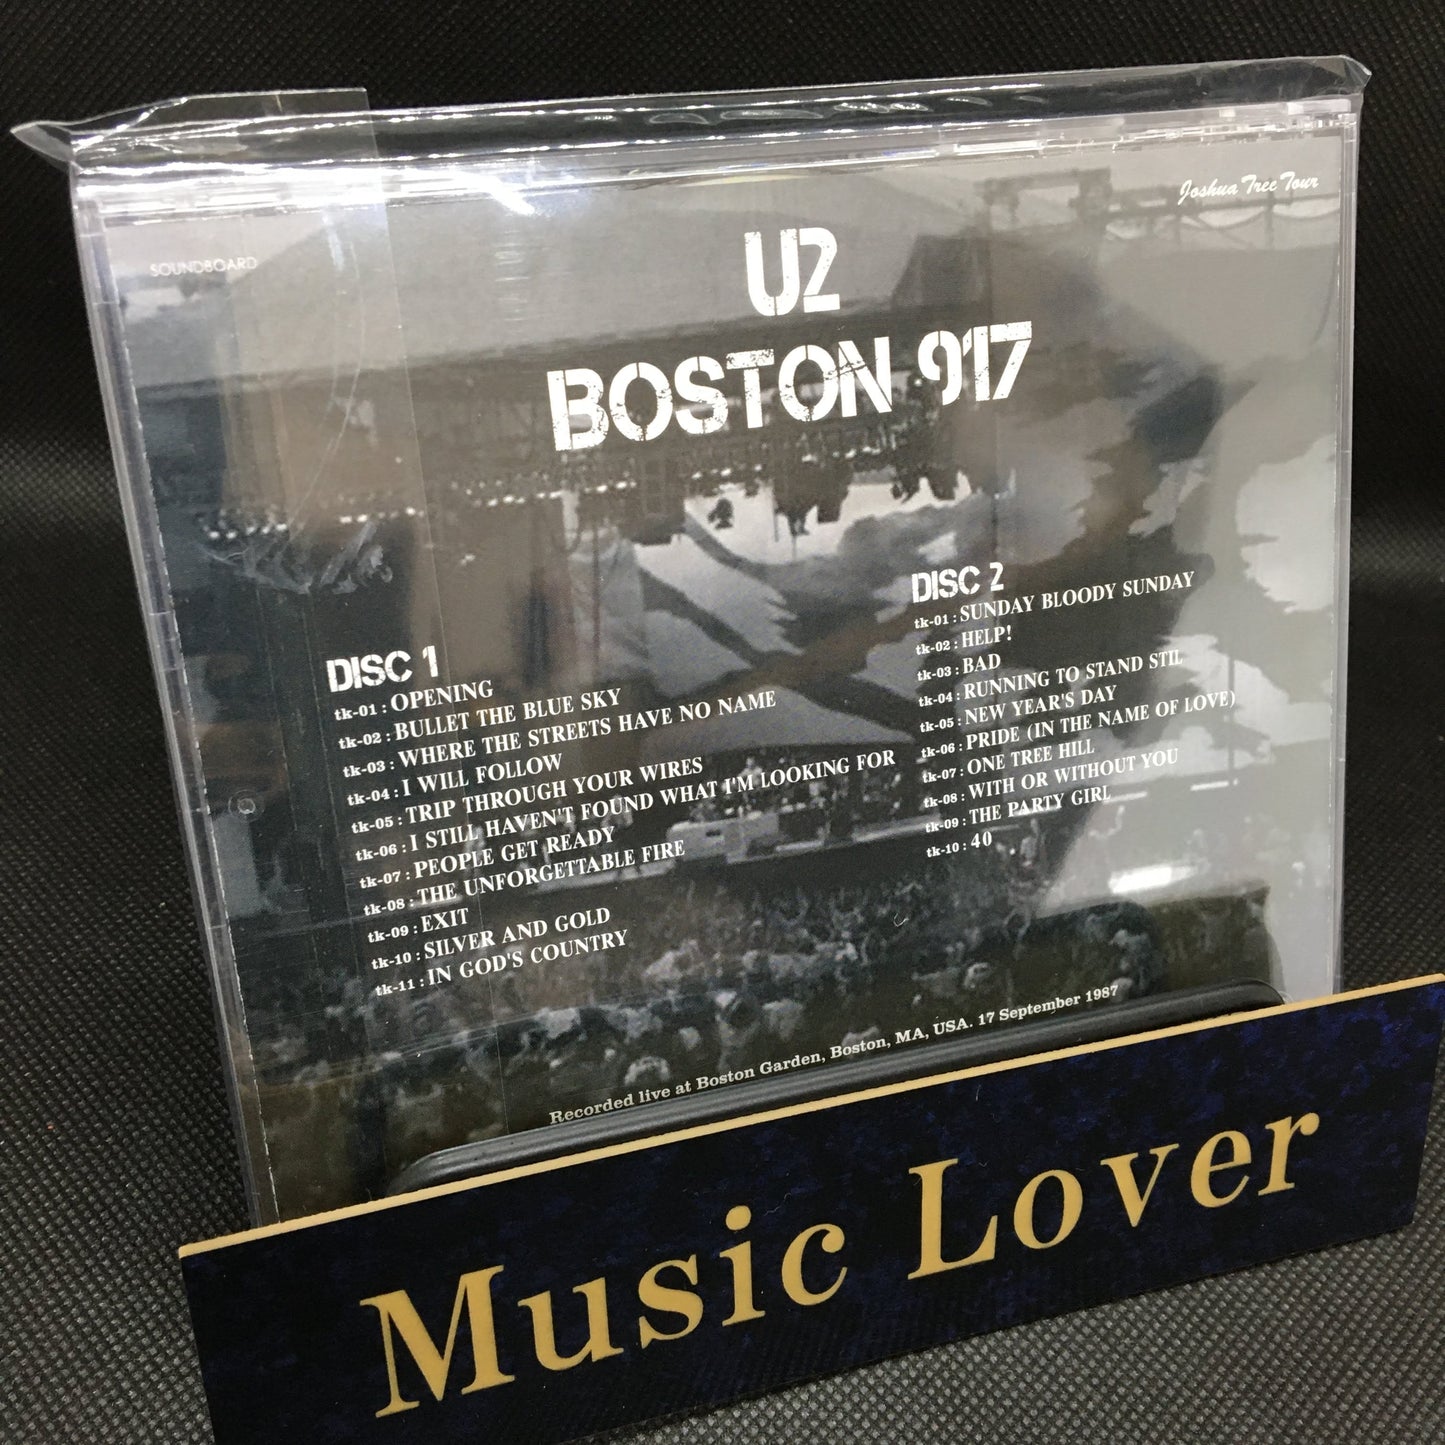 Joshua Tree Tour
SOUNDBOARD
U2
BOSTON 917
DISC 1
tk-01 : OPENING
tk-02 : BULLET THE BLUE SKY
tk-03 : WHERE THE STREETS HAVE NO NAME
tk-04 : I WILL FOLLOW
tk-05 : TRIP THROUGH YOUR WIRES
tk-06 : I STILL HAVEN'T FOUND WHAT I'M LOOKING FOR
tk-07 : PEOPLE GET READY
tk-08 : THE UNFORGETTABLE FIRE
tk-09 : EXIT
tk-10 : SILVER AND GOLD
tk-11 : IN GOD'S COUNTRY
DISC 2
tk-01 : SUNDAY BLOODY SUNDAY
tk-02 : HELP!
tk-03 : BAD
tk-04 : RUNNING TO STAND STIL
tk-05 : NEW YEAR'S DAY
tk-06 : PRIDE (IN THE NAME OF LOVE)
tk-07 : ONE TREE HILL
tk-08 : WITH OR WITHOUT YOU
tk-09 : THE PARTY GIRL
tk-10 : 40
Recorded live at Boston Garden, Boston, MA, USA. 17 September 1987
Music Lover